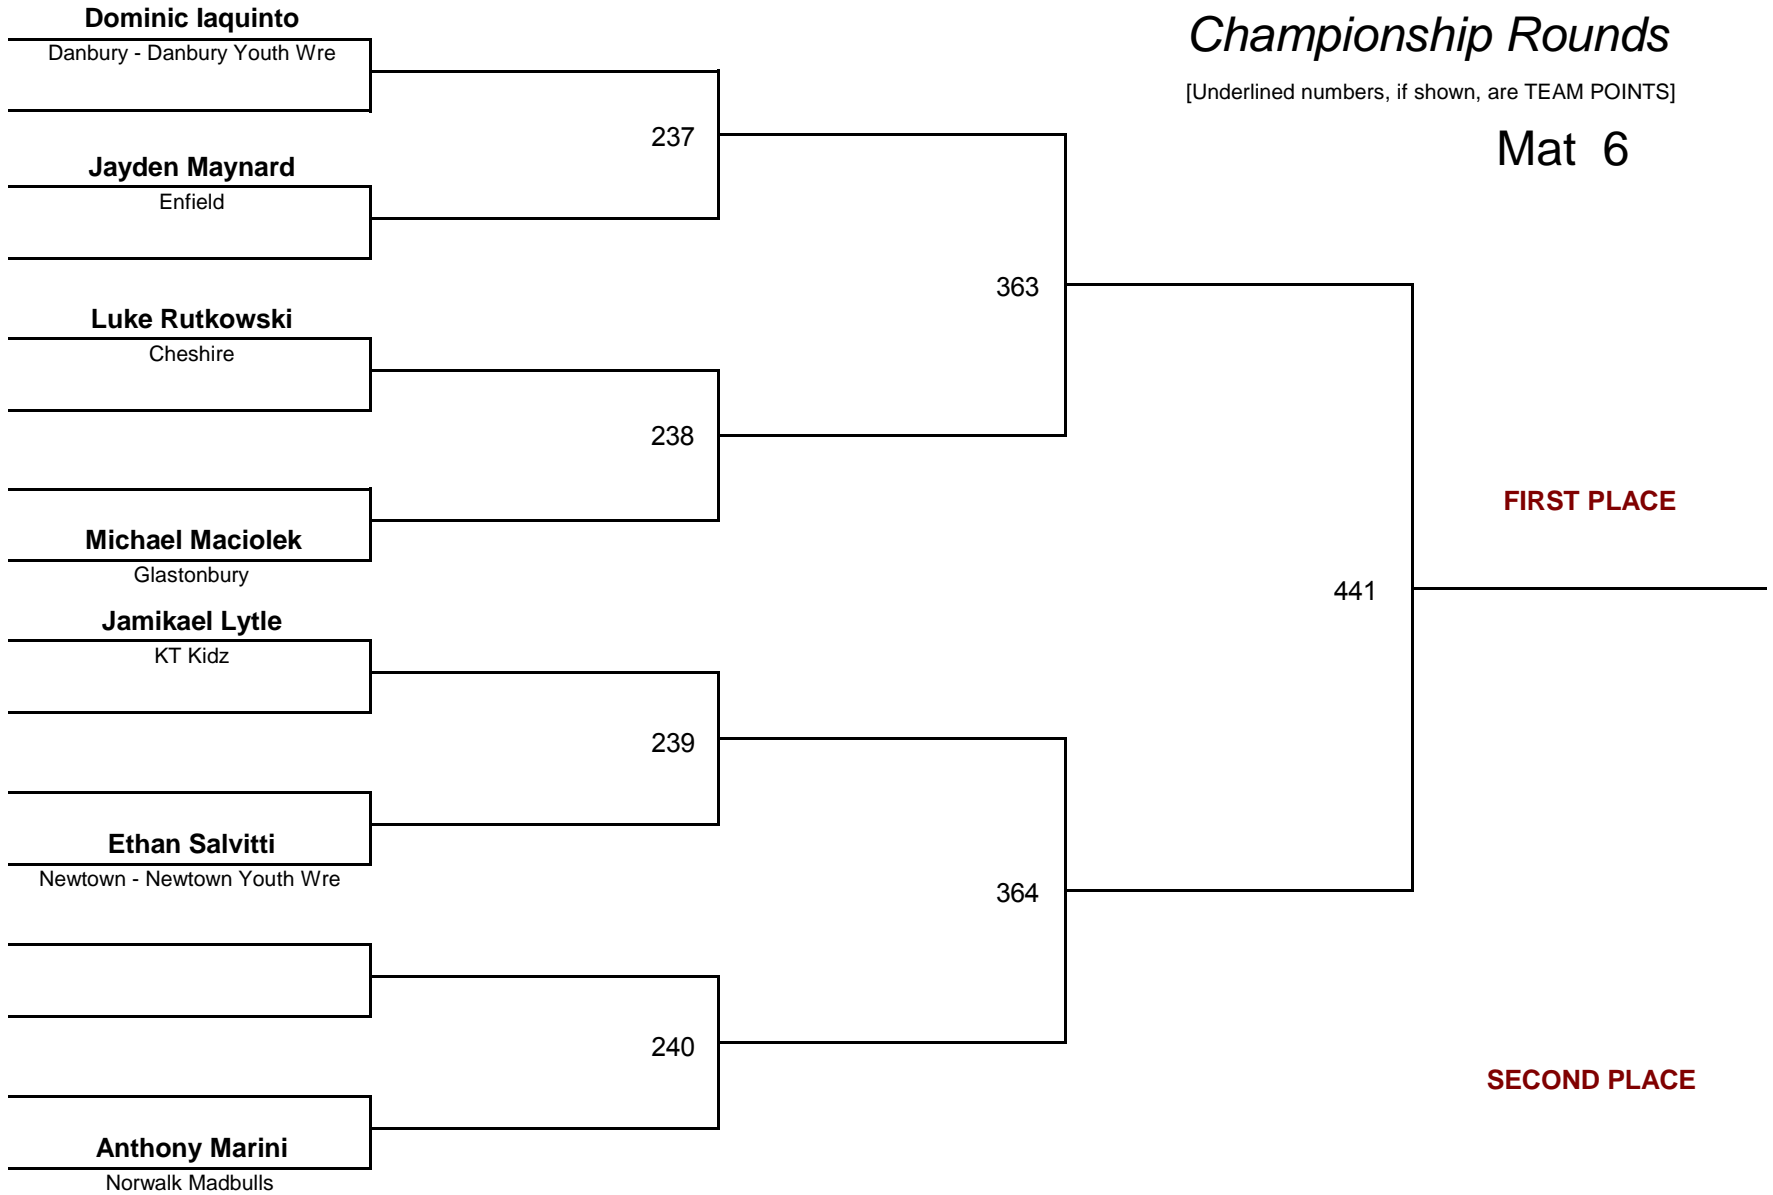 Dominic Iaquinto
Danbury - Danbury Youth Wre
Championship Rounds
[Underlined numbers, if shown, are TEAM POINTS]
Mat 6
237
Jayden Maynard
Enfield
363
Luke Rutkowski
Cheshire
238
FIRST PLACE
Michael Maciolek
Glastonbury
441
Jamikael Lytle
KT Kidz
239
Ethan Salvitti
Newtown - Newtown Youth Wre
364
240
SECOND PLACE
Anthony Marini
Norwalk Madbulls